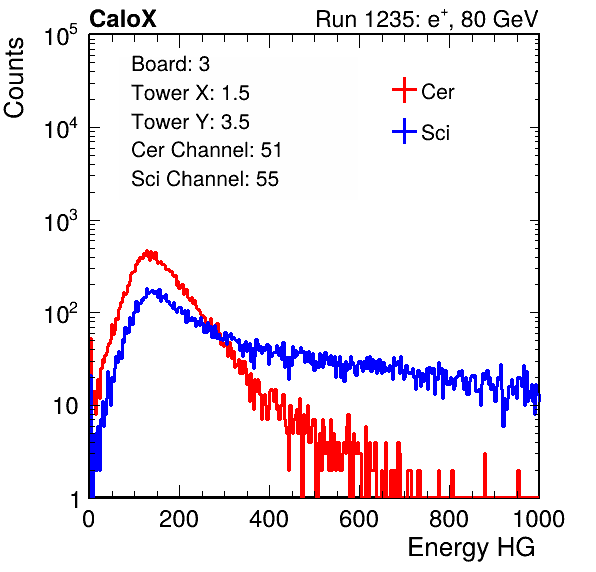 CaloX Run 1235: e⁺, 80 GeV
Counts
10⁵
10⁴
10³
10²
10
1
Board: 3
Tower X: 1.5
Tower Y: 3.5
Cer Channel: 51
Sci Channel: 55
Cer
Sci
0 200 400 600 800 1000
Energy HG